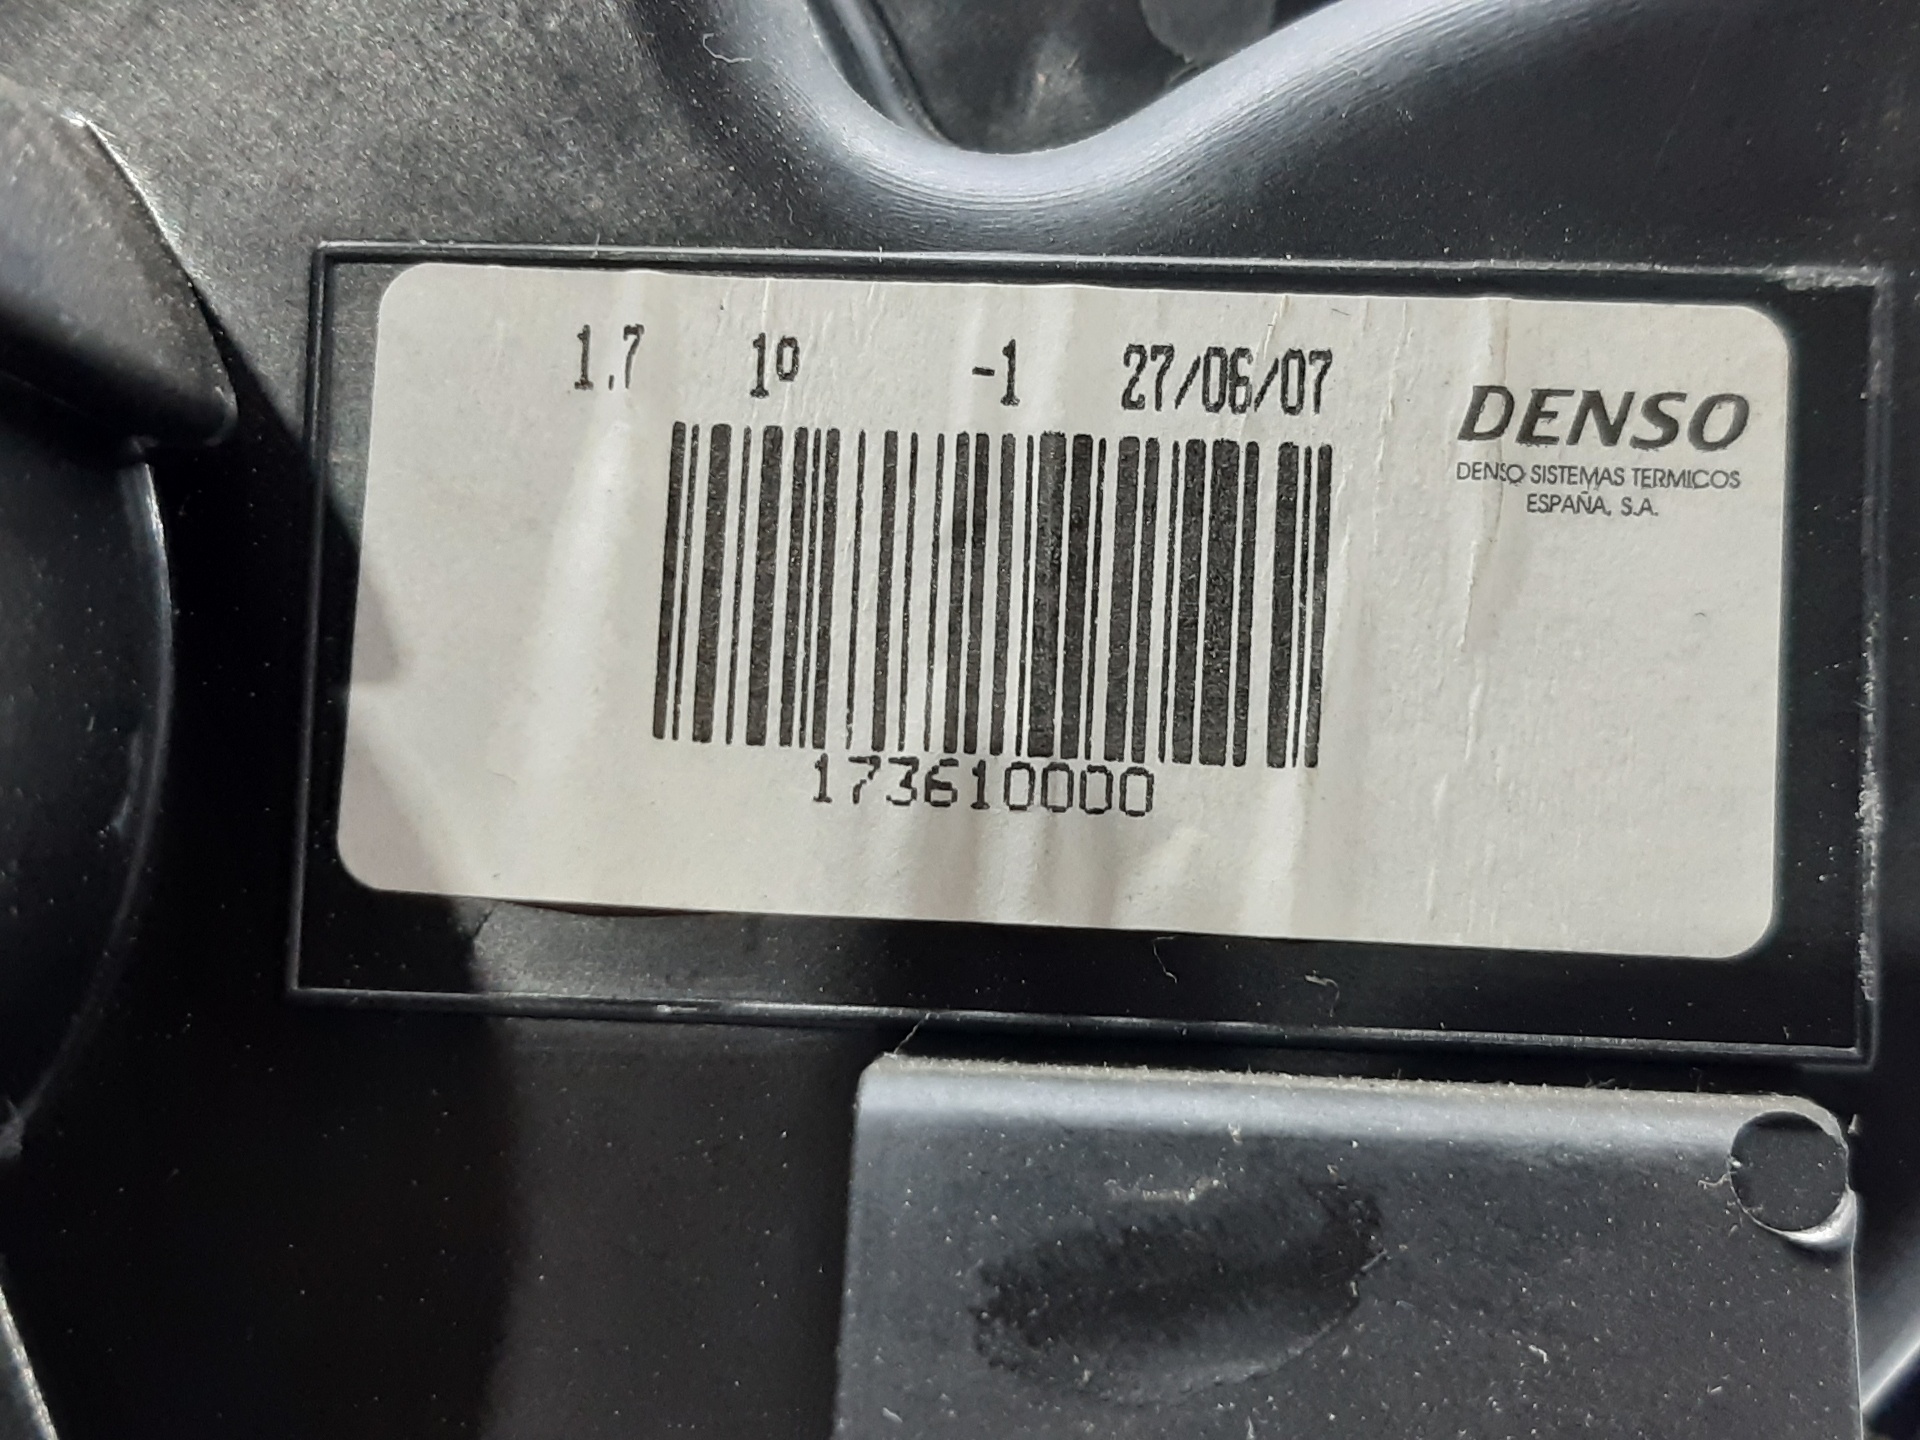 1.7 1º -1 27/06/07
DENSO
DENSO SISTEMAS TERMICOS
ESPAÑA, S.A.
173610000